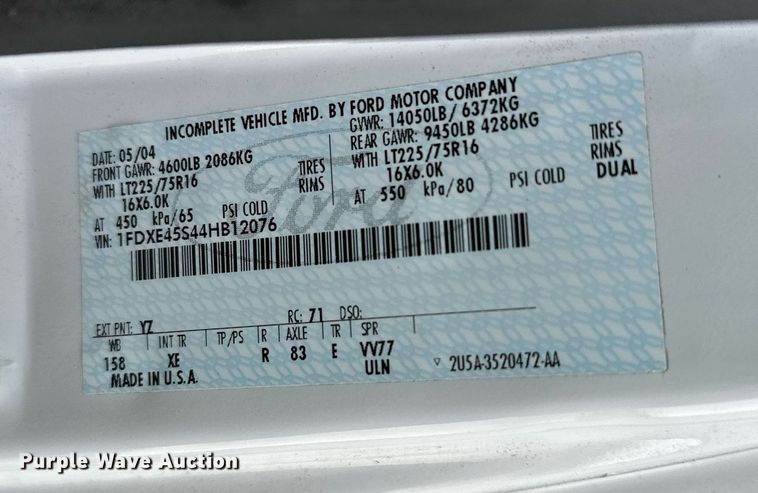 INCOMPLETE VEHICLE MFD. BY FORD MOTOR COMPANY
DATE: 05/04 GVWR: 14050LB/ 6372KG
FRONT GAWR: 4600LB 2086KG REAR GAWR: 9450LB 4286KG
WITH LT225/75R16 TIRES WITH LT225/75R16 TIRES
16X6.0K RIMS 16X6.0K RIMS
AT 450 kPa/65 PSI COLD AT 550 kPa/80 PSI COLD DUAL
VIN: 1FDXE45S44HB12076
Ford
EXT PNT: YZ RC: 71 DSO:
WB INT TR TP/PS R AXLE TR SPR
158 XE R 83 E VV77
ULN
MADE IN U.S.A. ▽ 2U5A-3520472-AA
Purple Wave Auction